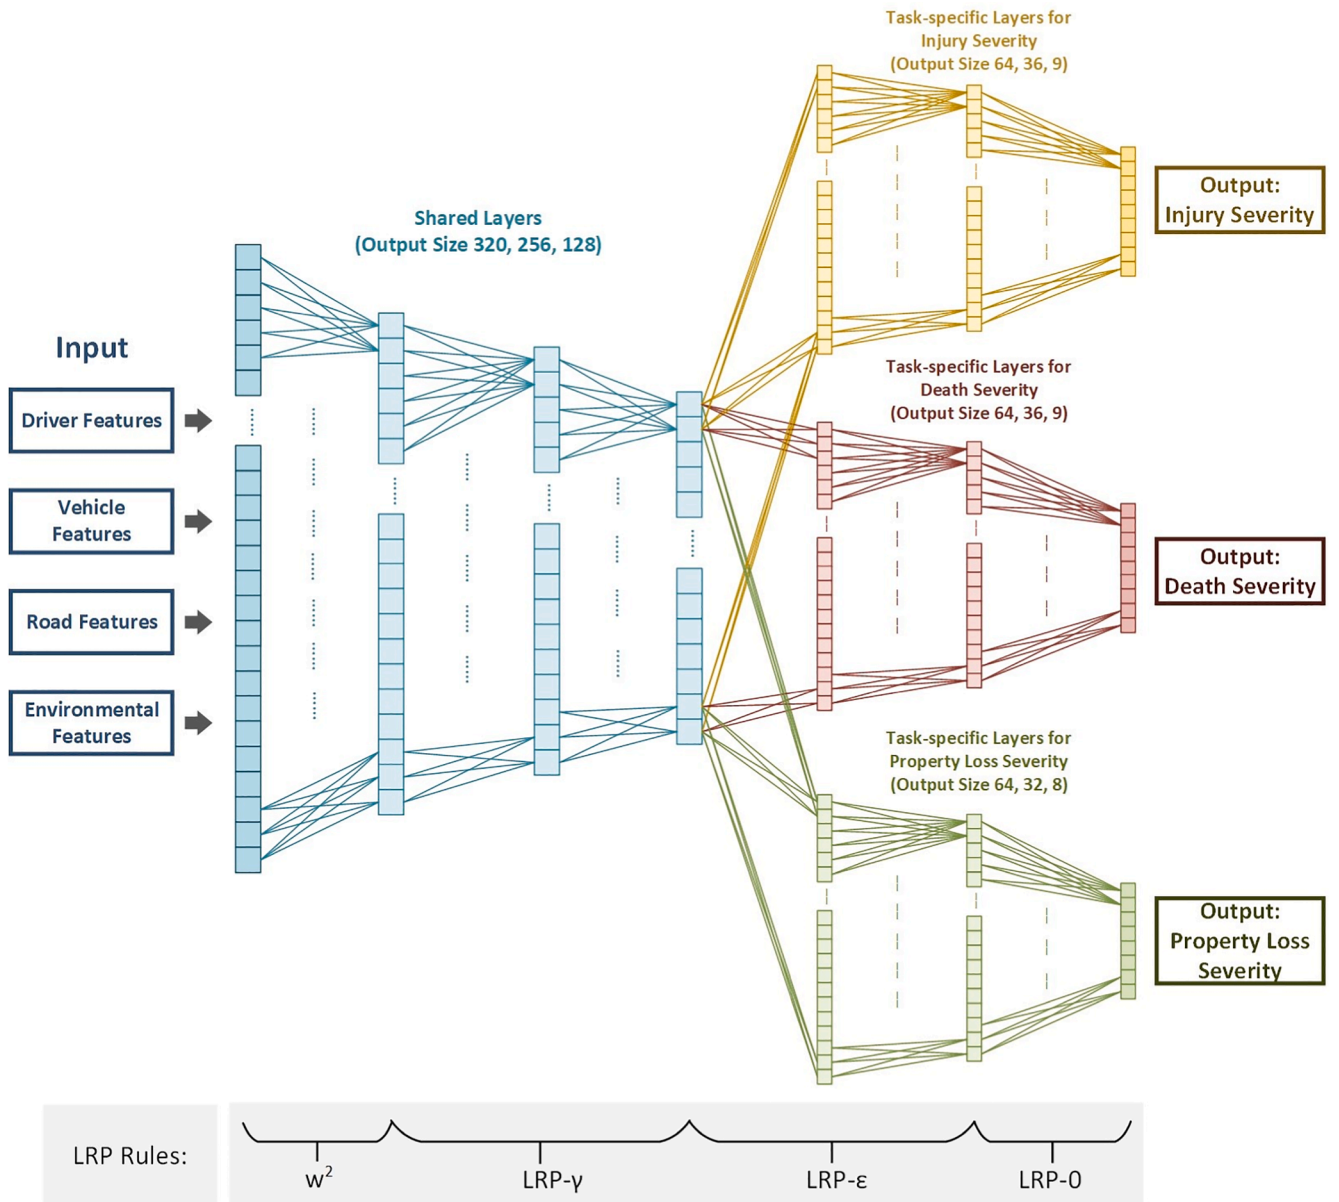 Task-specific Layers for
Injury Severity
(Output Size 64, 36, 9)
Shared Layers
(Output Size 320, 256, 128)
Input
Driver Features
Vehicle
Features
Road Features
Environmental
Features
Output:
Injury Severity
Task-specific Layers for
Death Severity
(Output Size 64, 36, 9)
Output:
Death Severity
Task-specific Layers for
Property Loss Severity
(Output Size 64, 32, 8)
Output:
Property Loss
Severity
LRP Rules:
w²
LRP-γ
LRP-ε
LRP-0